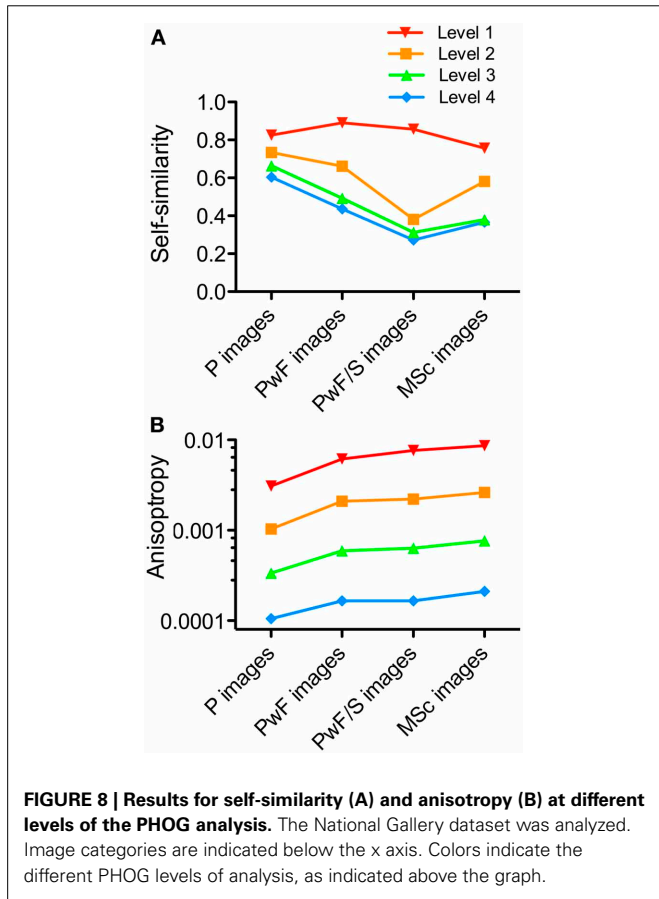 A
Level 1
Level 2
Level 3
Level 4
Self-similarity
1.0
0.8
0.6
0.4
0.2
0.0
P images
PwF images
PwF/S images
MSc images
B
Anisoptropy
0.01
0.001
0.0001
P images
PwF images
PwF/S images
MSc images
FIGURE 8 | Results for self-similarity (A) and anisotropy (B) at different
levels of the PHOG analysis. The National Gallery dataset was analyzed.
Image categories are indicated below the x axis. Colors indicate the
different PHOG levels of analysis, as indicated above the graph.